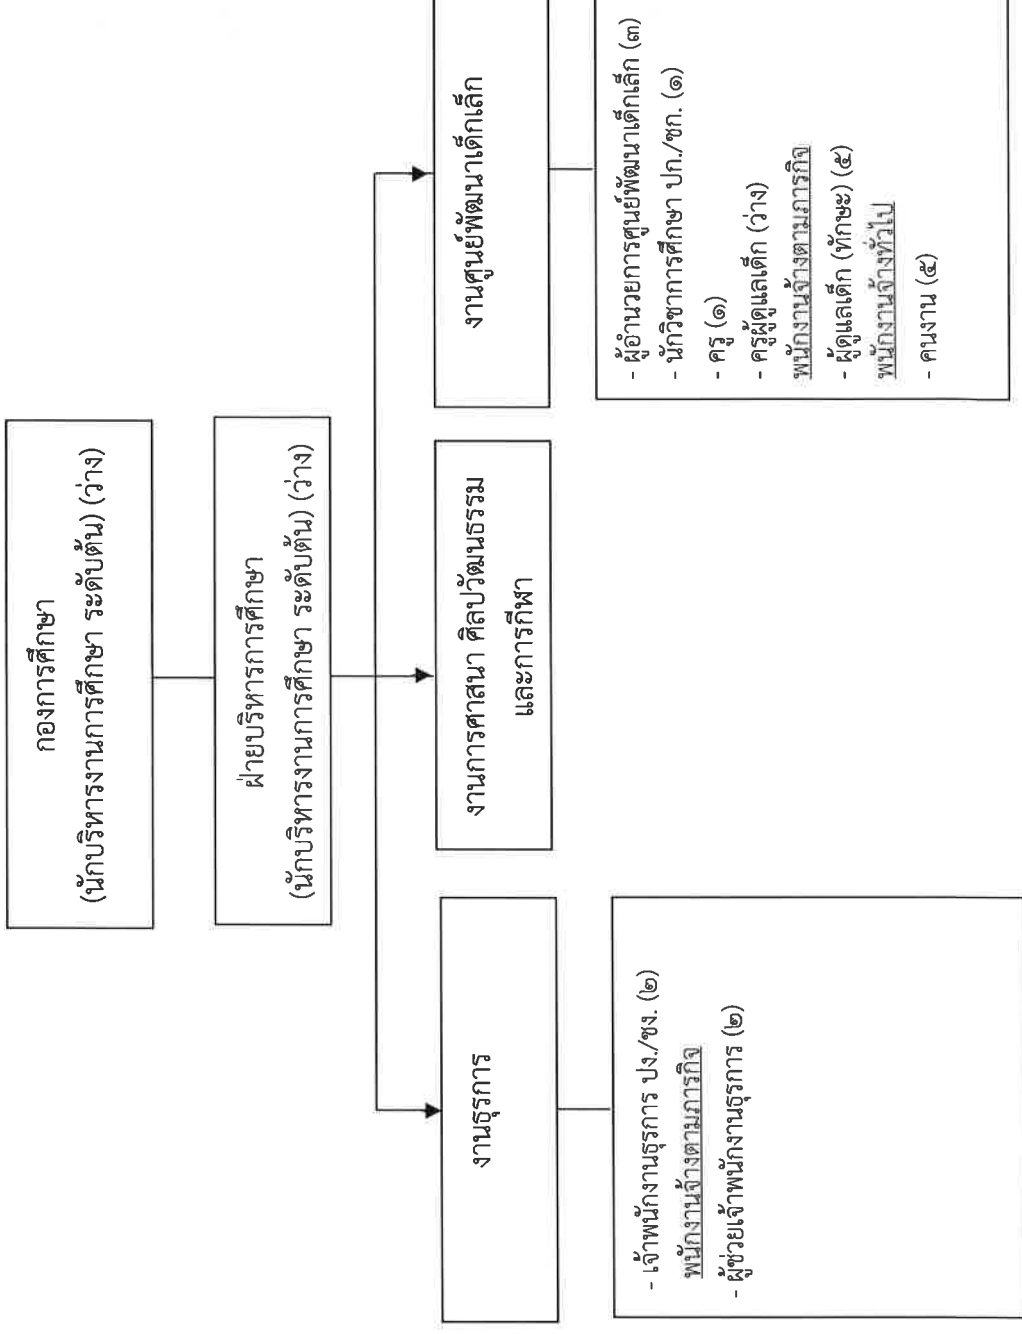 กองการศึกษา
(นักบริหารงานการศึกษา ระดับต้น) (ว่าง)
ฝ่ายบริหารการศึกษา
(นักบริหารงานการศึกษา ระดับต้น) (ว่าง)
งานธุรการ
- เจ้าพนักงานธุรการ ปง./ชง. (๒)
พนักงานจ้างตามภารกิจ
- ผู้ช่วยเจ้าพนักงานธุรการ (๒)
งานการศาสนา ศิลปวัฒนธรรม
และการกีฬา
งานศูนย์พัฒนาเด็กเล็ก
- ผู้อำนวยการศูนย์พัฒนาเด็กเล็ก (๓)
- นักวิชาการศึกษา ปก./ชก. (๑)
- ครู (๑)
- ครูผู้ดูแลเด็ก (ว่าง)
พนักงานจ้างตามภารกิจ
- ผู้ดูแลเด็ก (ทักษะ) (๕)
พนักงานจ้างทั่วไป
- คนงาน (๕)